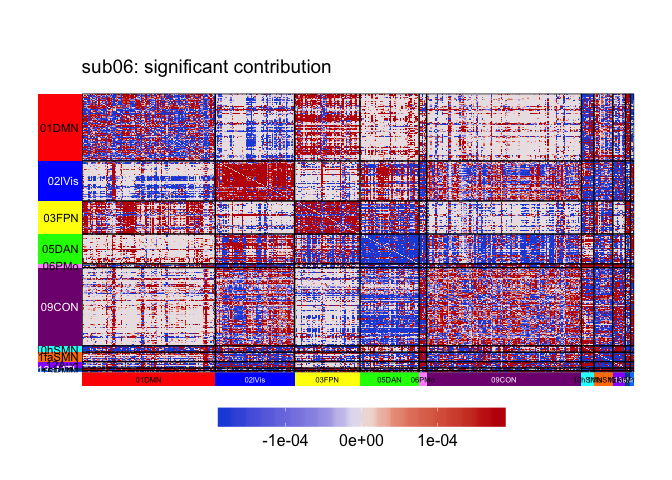 sub06: significant contribution
01DMN
02lVis
03FPN
05DAN
06PMo
09CON
01DMN 02lVis 03FPN 05DAN 06PMo 09CON
-1e-04 0e+00 1e-04